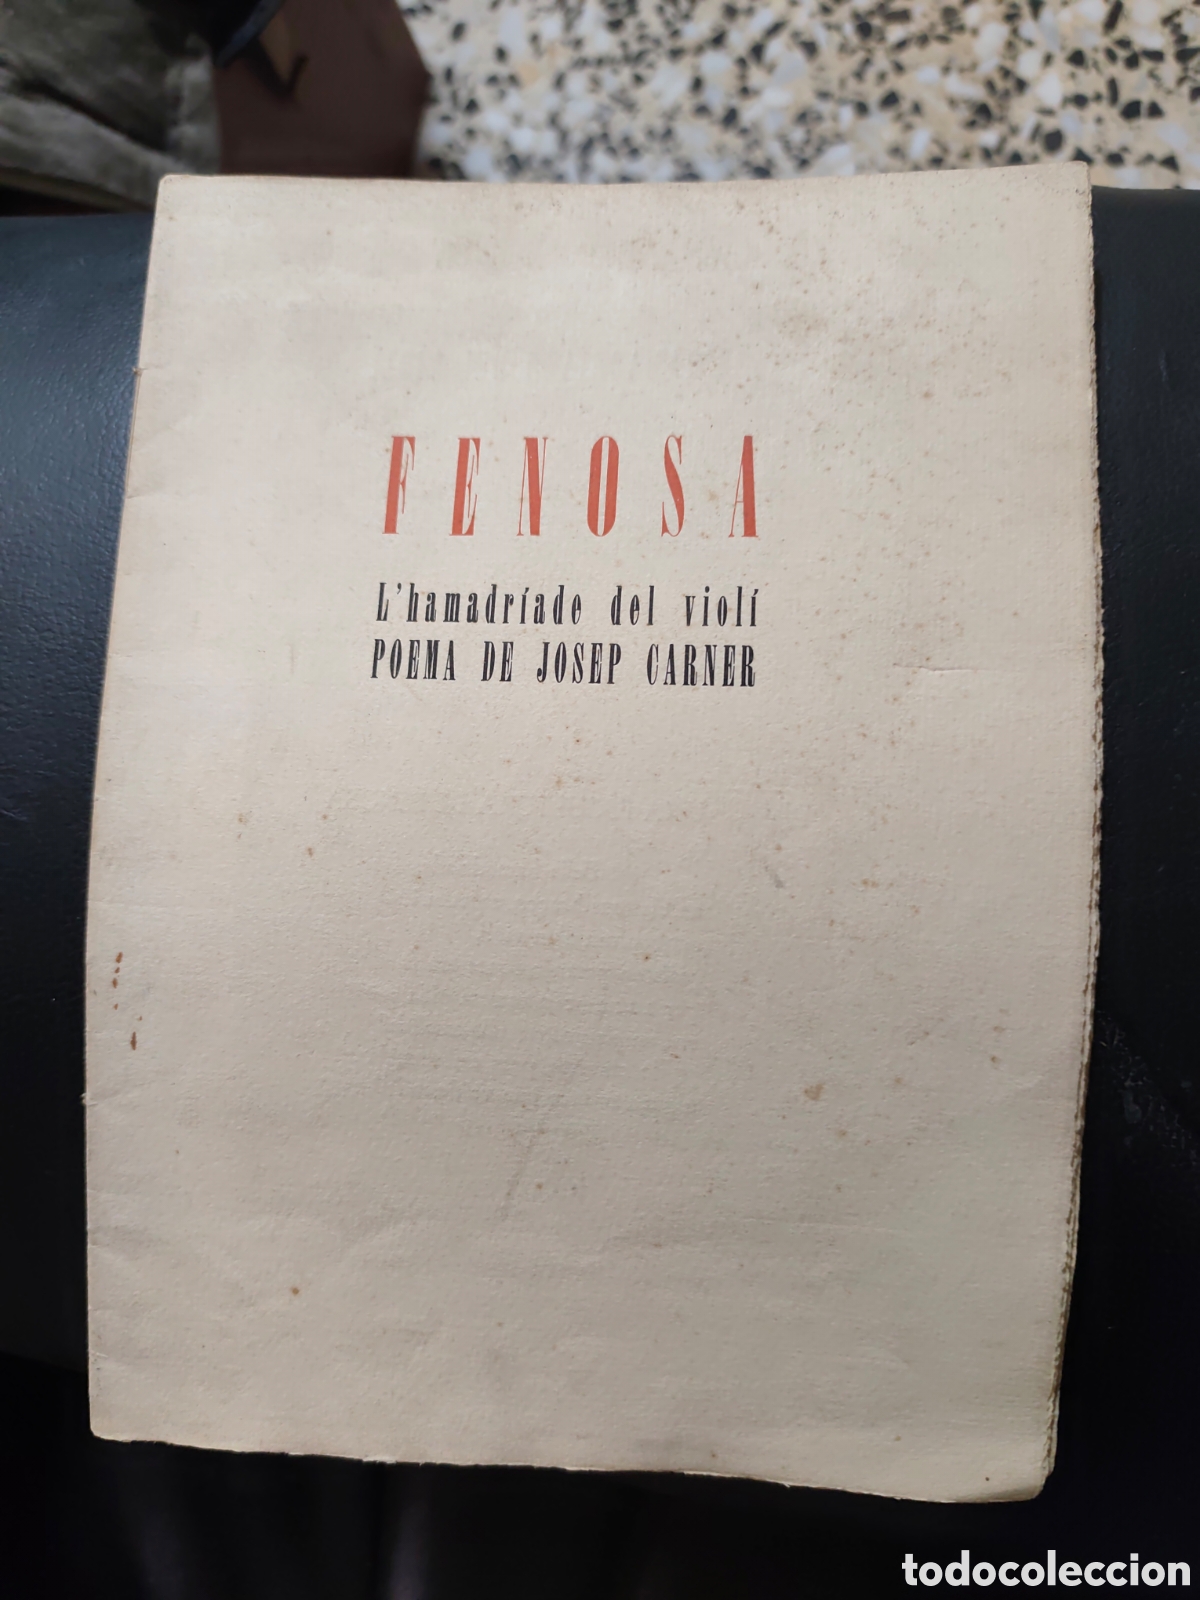 FENOSA
L'hamadríade del violí
POEMA DE JOSEP CARNER
todocoleccion